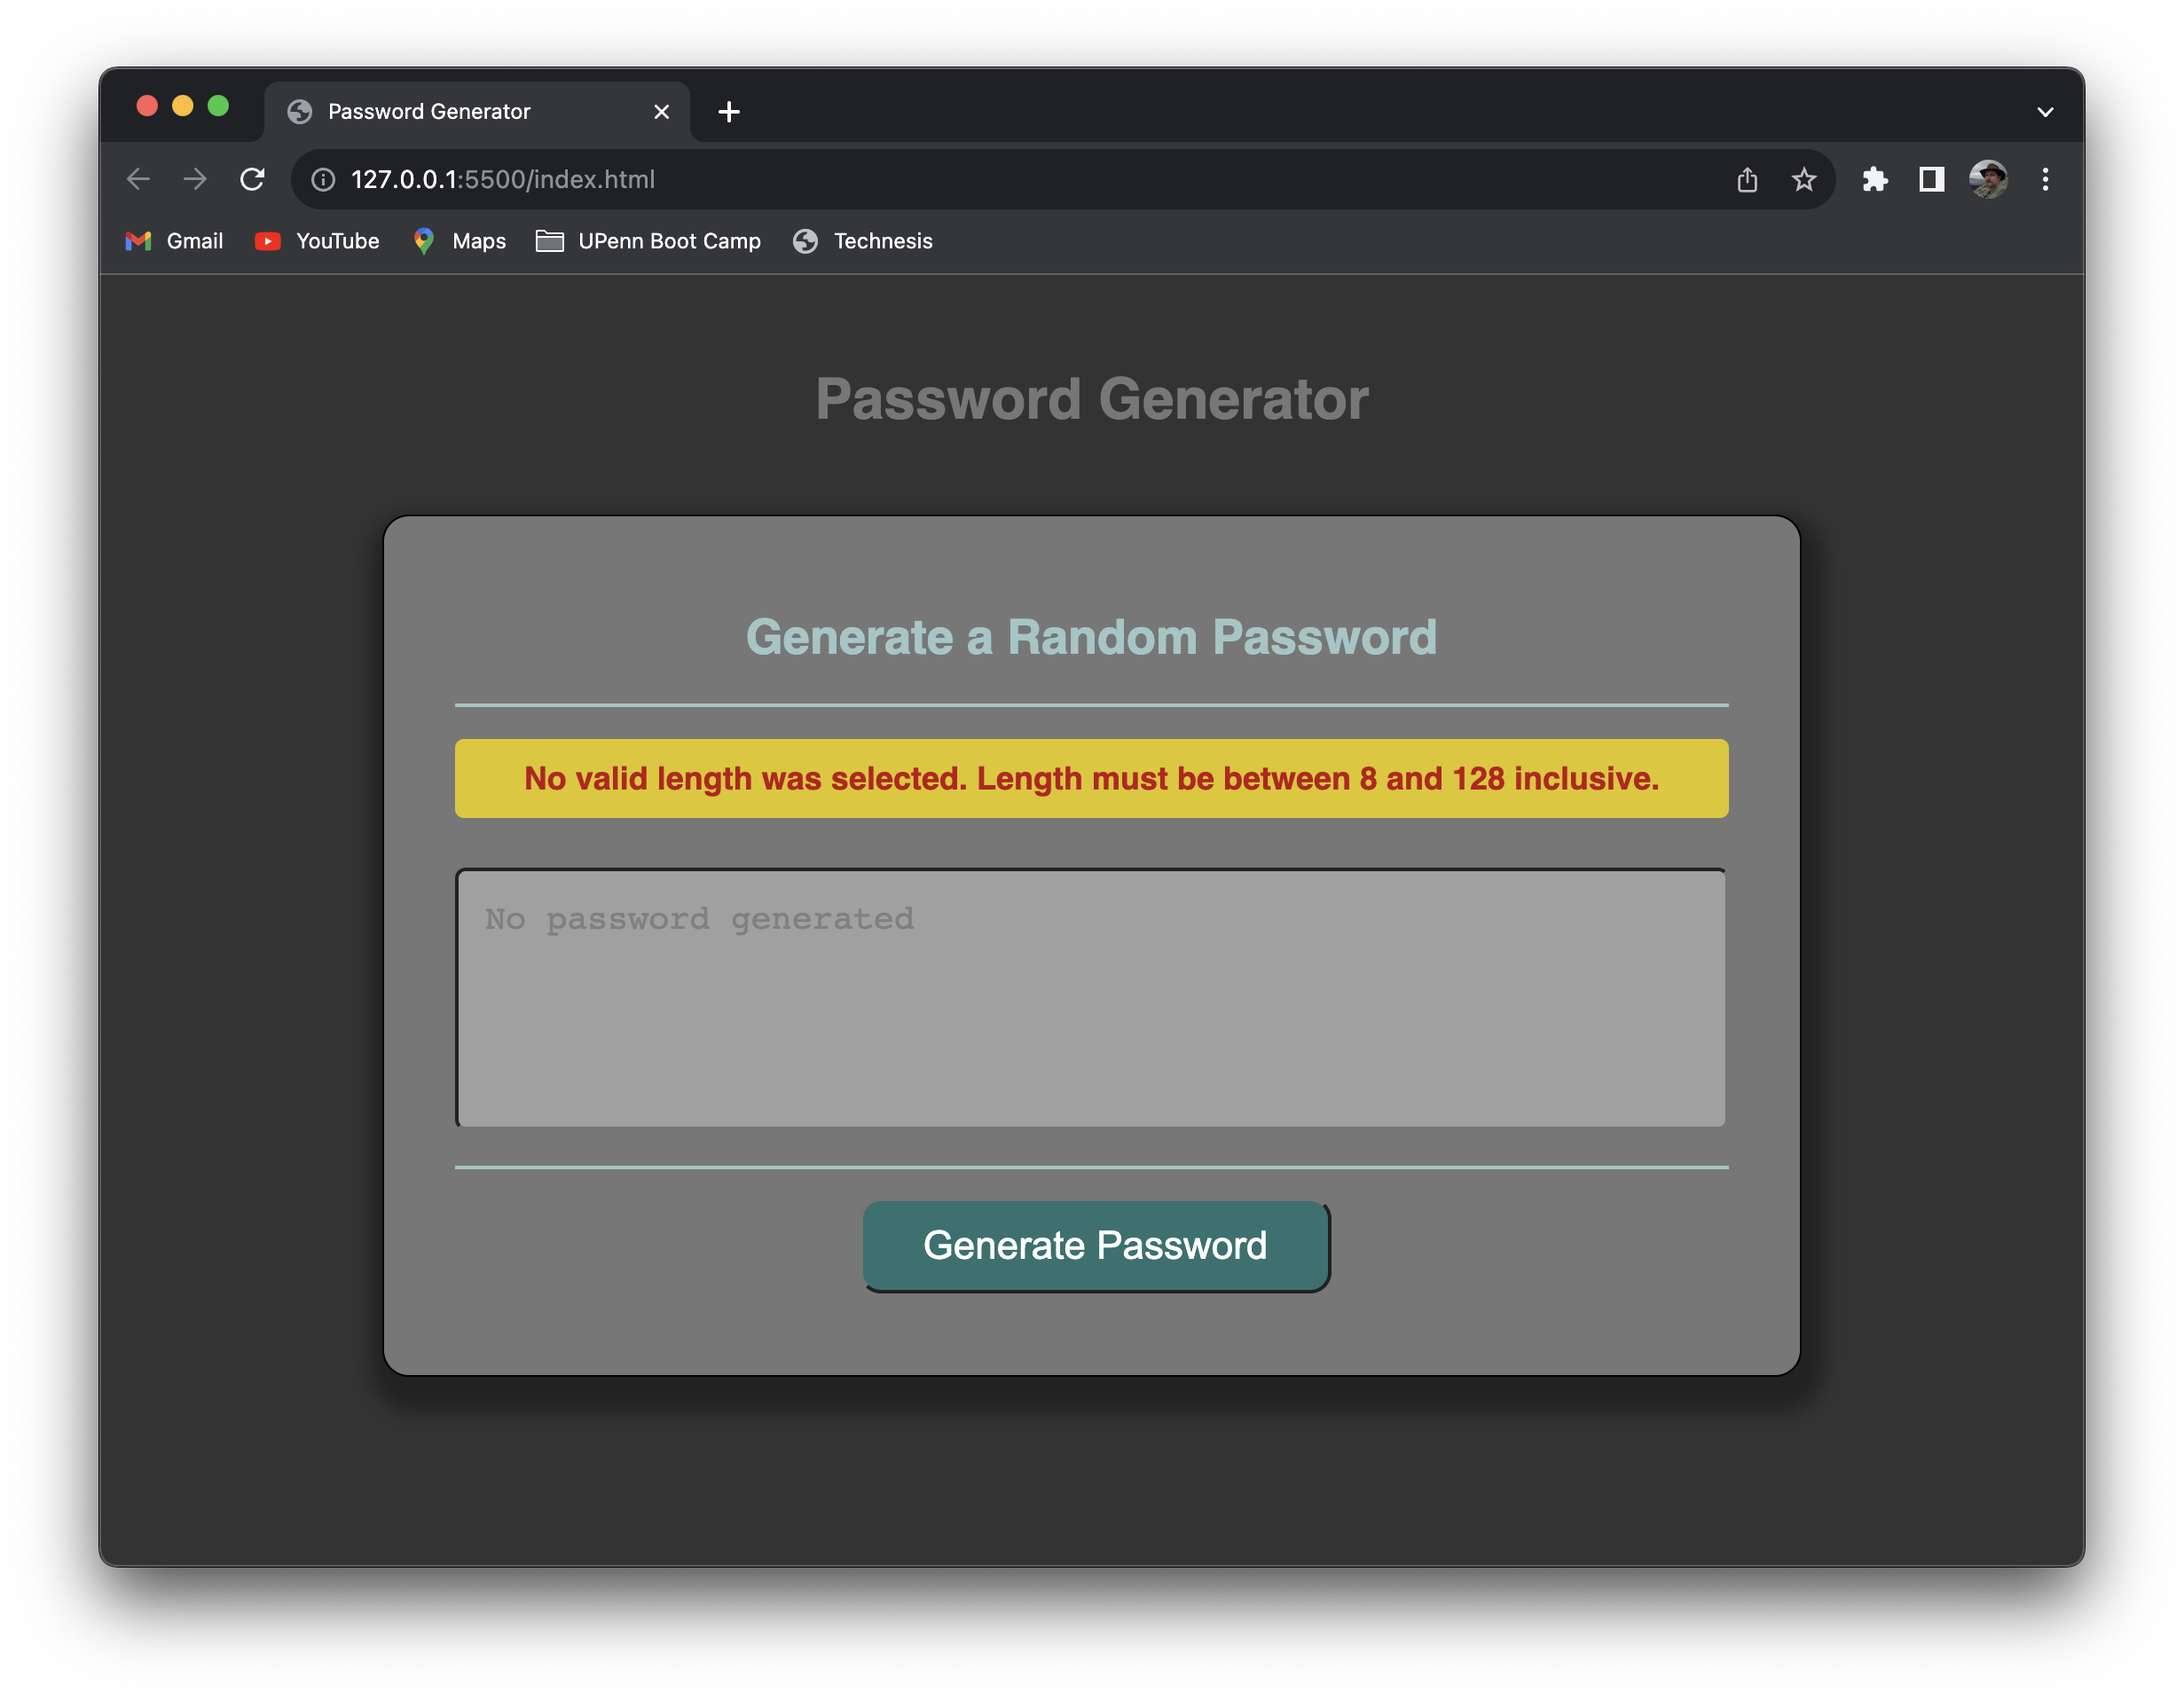 Password Generator
127.0.0.1:5500/index.html
Gmail YouTube Maps UPenn Boot Camp Technesis
Password Generator
Generate a Random Password
No valid length was selected. Length must be between 8 and 128 inclusive.
No password generated
Generate Password